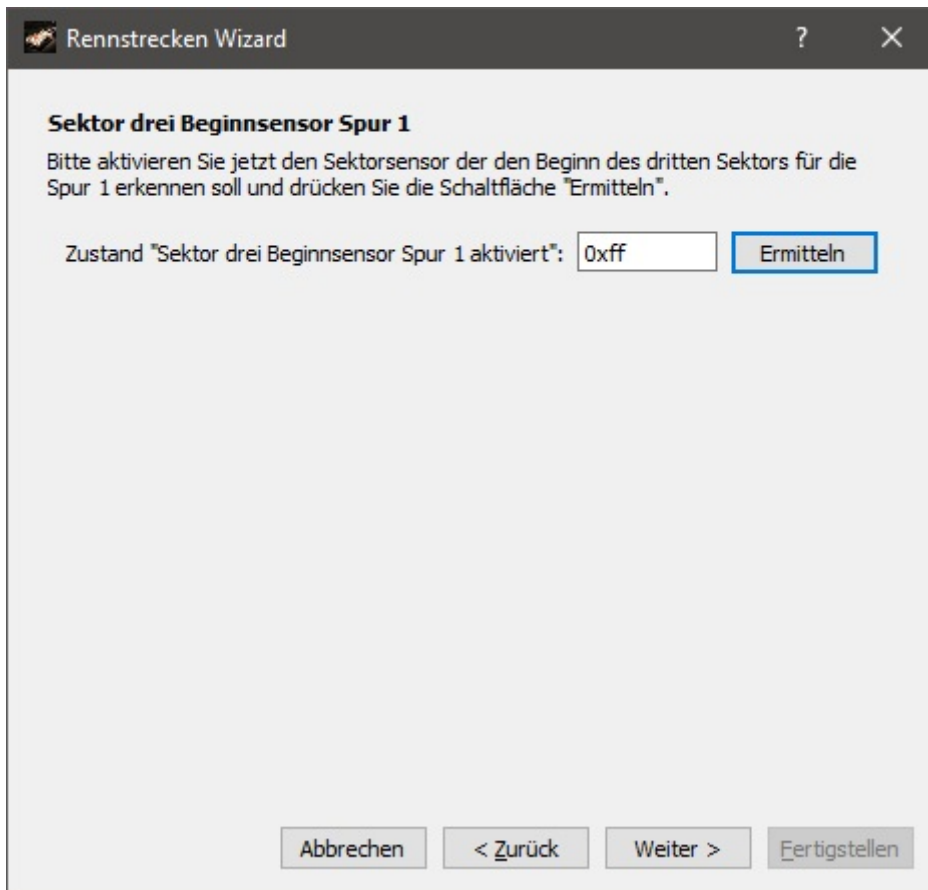 Rennstrecken Wizard
?
Sektor drei Beginnsensor Spur 1
Bitte aktivieren Sie jetzt den Sektorsensor der den Beginn des dritten Sektors für die
Spur 1 erkennen soll und drücken Sie die Schaltfläche "Ermitteln".
Zustand "Sektor drei Beginnsensor Spur 1 aktiviert": 0xff Ermitteln
Abbrechen < Zurück Weiter > Fertigstellen